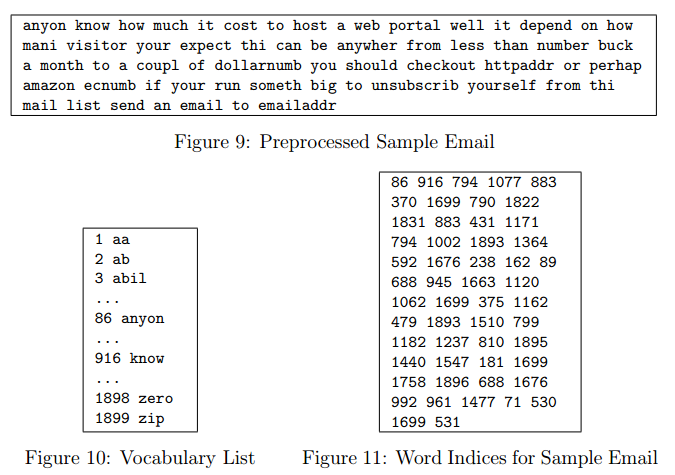 anyon know how much it cost to host a web portal well it depend on how
mani visitor your expect thi can be anywher from less than number buck
a month to a coupl of dollarnumb you should checkout httpaddr or perhap
amazon ecnumb if your run someth big to unsubscrib yourself from thi
mail list send an email to emailaddr
Figure 9: Preprocessed Sample Email
1 aa
2 ab
3 abil
...
86 anyon
...
916 know
...
1898 zero
1899 zip
Figure 10: Vocabulary List
86 916 794 1077 883
370 1699 790 1822
1831 883 431 1171
794 1002 1893 1364
592 1676 238 162 89
688 945 1663 1120
1062 1699 375 1162
479 1893 1510 799
1182 1237 810 1895
1440 1547 181 1699
1758 1896 688 1676
992 961 1477 71 530
1699 531
Figure 11: Word Indices for Sample Email